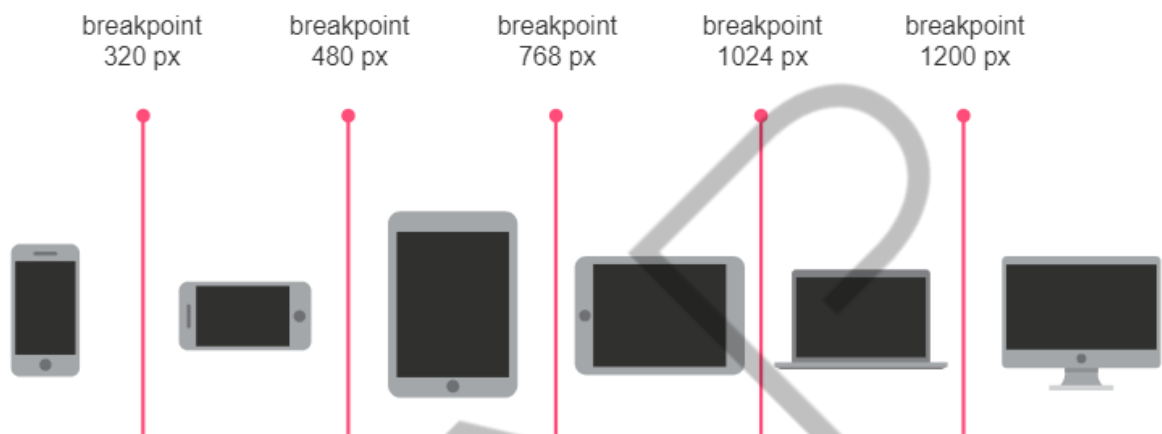 breakpoint
320 px
breakpoint
480 px
breakpoint
768 px
breakpoint
1024 px
breakpoint
1200 px